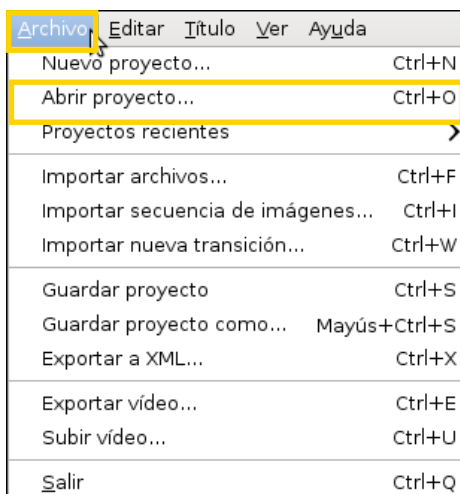 Archivo Editar Título Ver Ayuda
Nuevo proyecto... Ctrl+N
Abrir proyecto... Ctrl+O
Proyectos recientes
Importar archivos... Ctrl+F
Importar secuencia de imágenes... Ctrl+I
Importar nueva transición... Ctrl+W
Guardar proyecto Ctrl+S
Guardar proyecto como... Mayús+Ctrl+S
Exportar a XML... Ctrl+X
Exportar vídeo... Ctrl+E
Subir vídeo... Ctrl+U
Salir Ctrl+Q